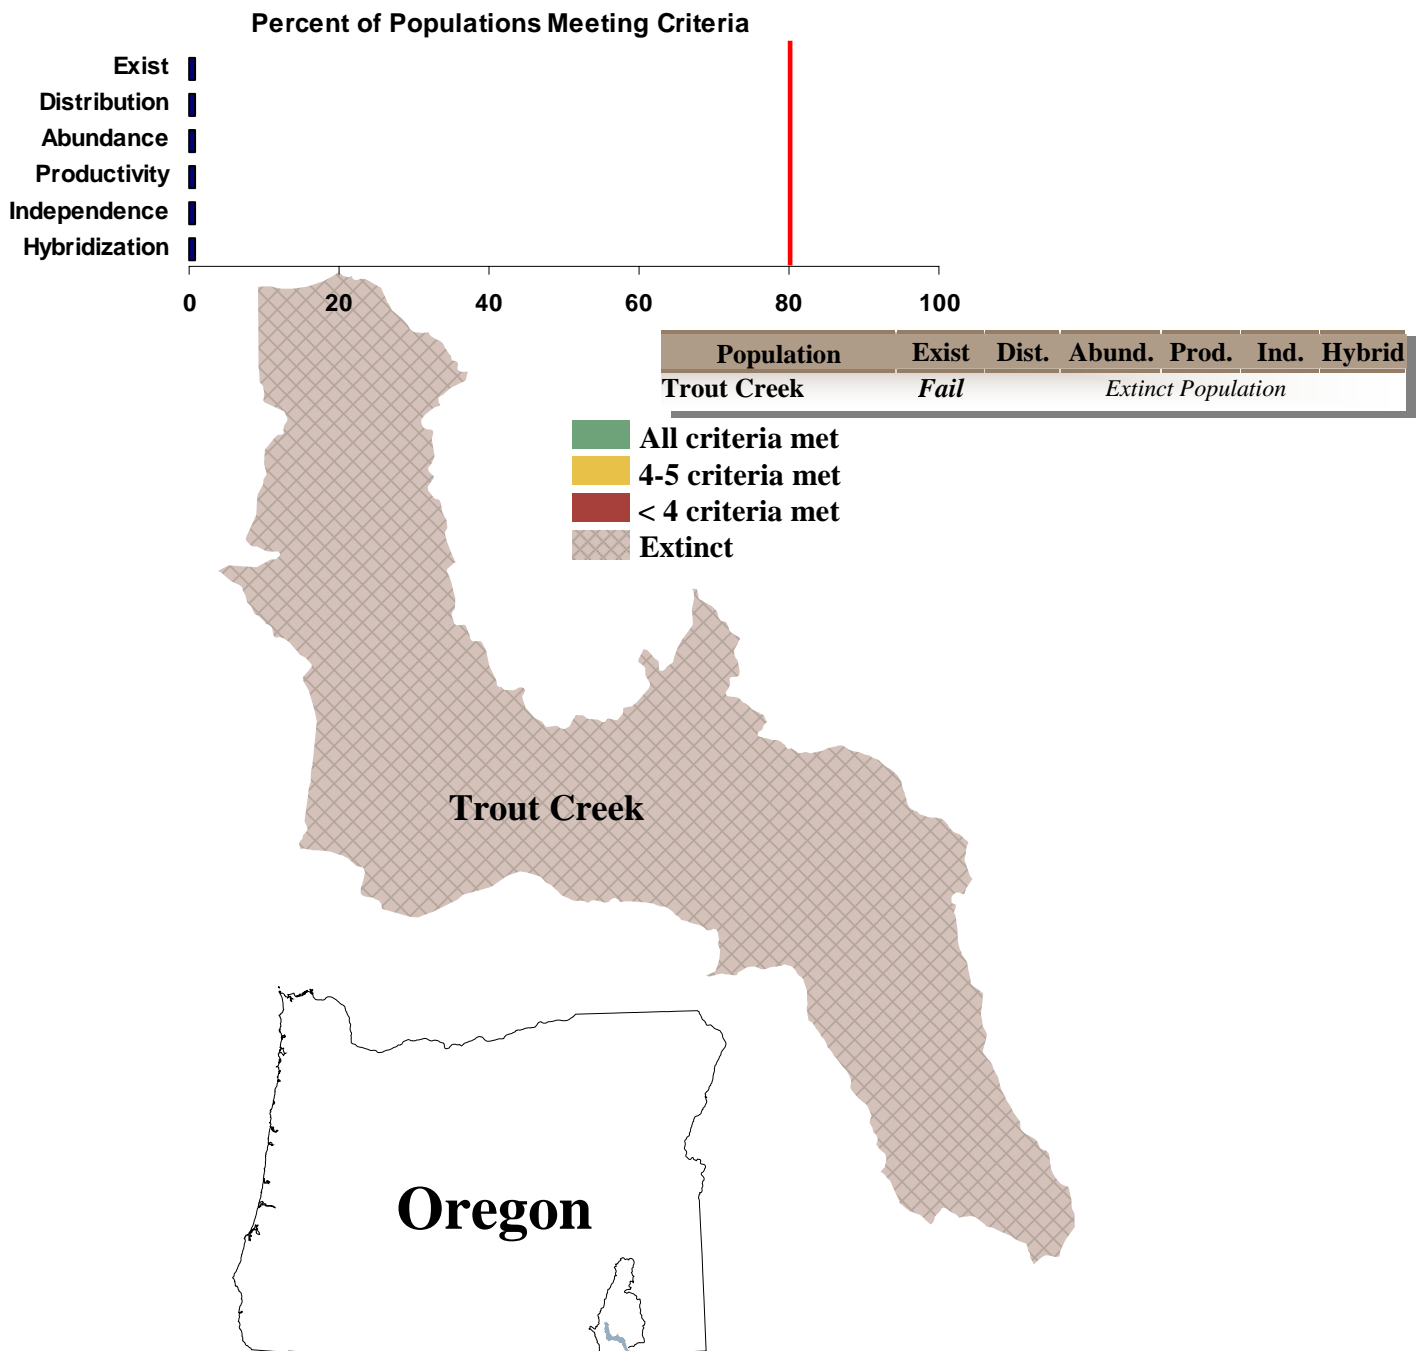 Percent of Populations Meeting Criteria
Exist
Distribution
Abundance
Productivity
Independence
Hybridization
0 20 40 60 80 100
Population Exist Dist. Abund. Prod. Ind. Hybrid
Trout Creek Fail Extinct Population
All criteria met
4-5 criteria met
< 4 criteria met
Extinct
Trout Creek
Oregon